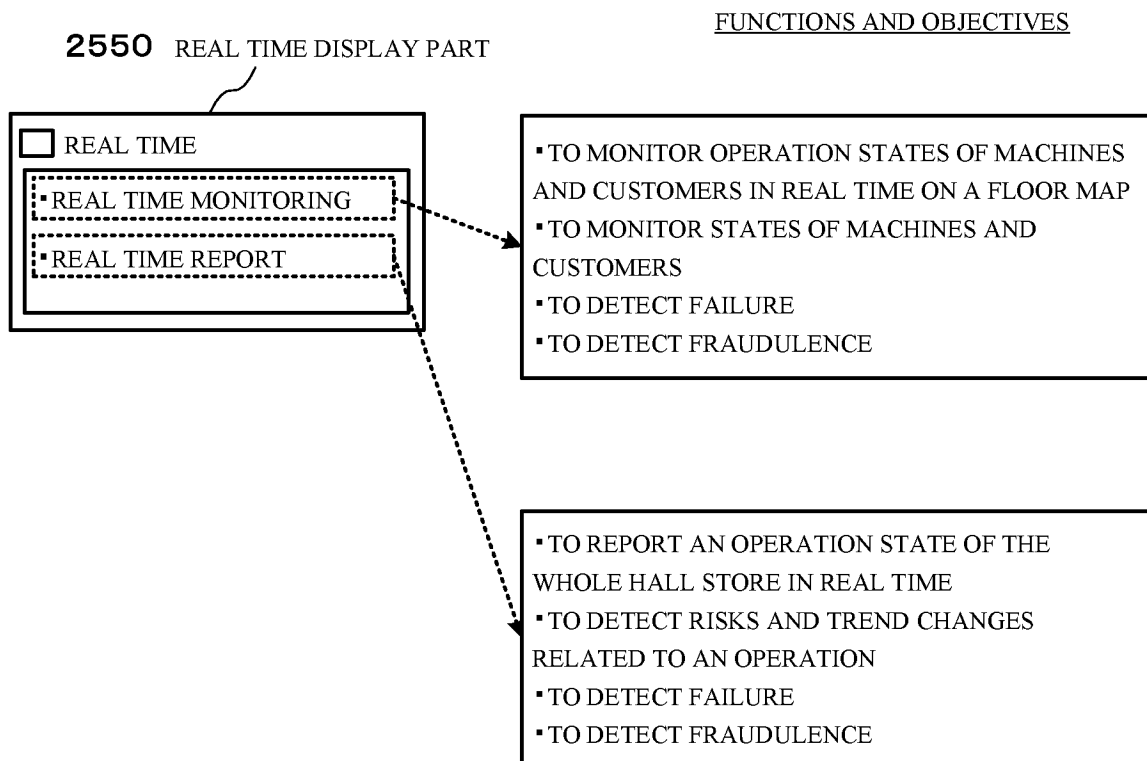 FUNCTIONS AND OBJECTIVES
2550 REAL TIME DISPLAY PART
REAL TIME
▪REAL TIME MONITORING
▪REAL TIME REPORT
▪TO MONITOR OPERATION STATES OF MACHINES
AND CUSTOMERS IN REAL TIME ON A FLOOR MAP
▪TO MONITOR STATES OF MACHINES AND
CUSTOMERS
▪TO DETECT FAILURE
▪TO DETECT FRAUDULENCE
▪TO REPORT AN OPERATION STATE OF THE
WHOLE HALL STORE IN REAL TIME
▪TO DETECT RISKS AND TREND CHANGES
RELATED TO AN OPERATION
▪TO DETECT FAILURE
▪TO DETECT FRAUDULENCE